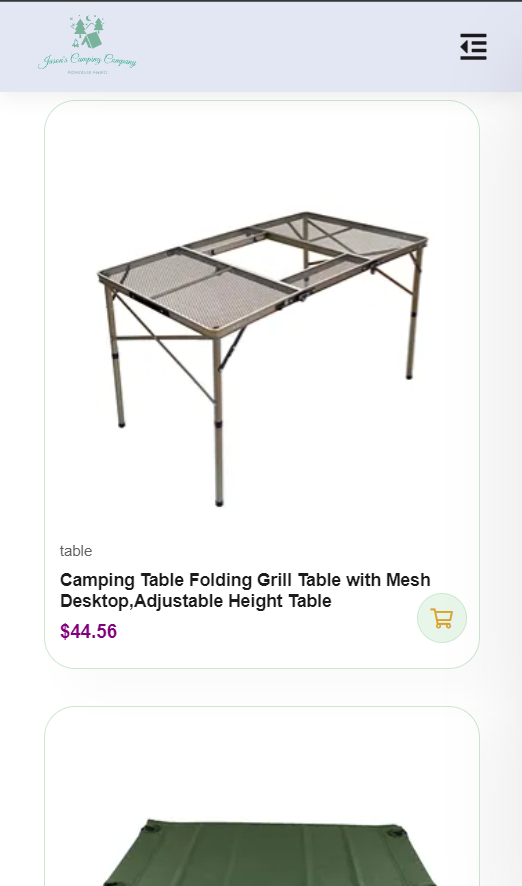 Jason's Camping Company
table
Camping Table Folding Grill Table with Mesh
Desktop,Adjustable Height Table
$44.56